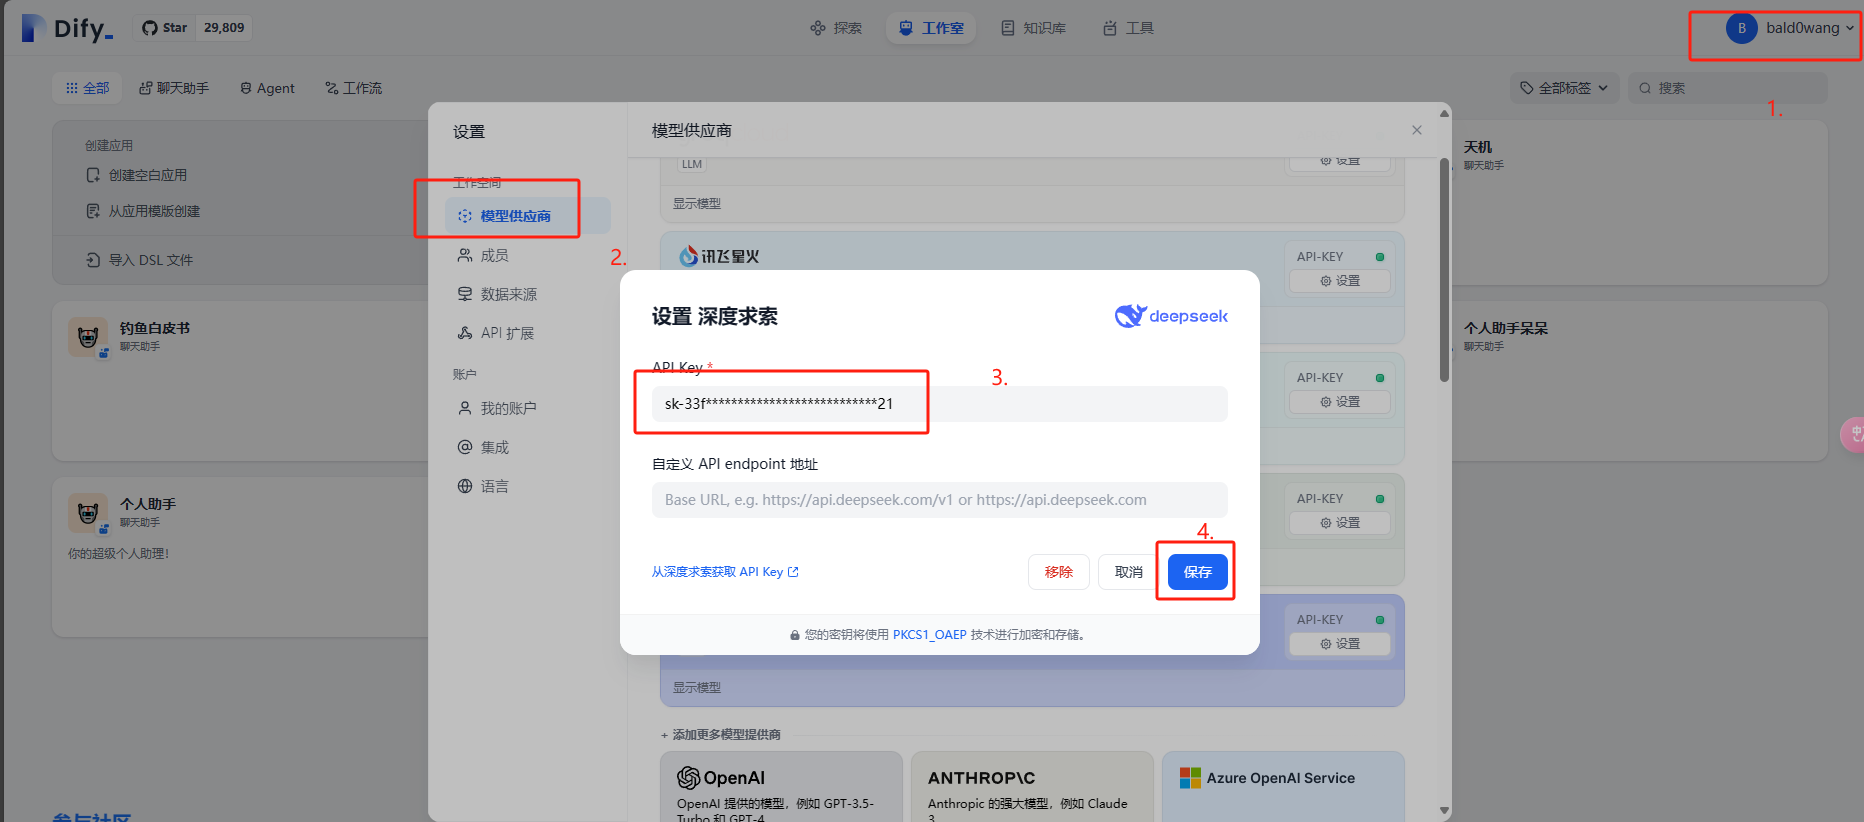 Dify_
Star 29,809
探索
工作室
知识库
工具
B bald0wang
1.
全部
聊天助手
Agent
工作流
全部标签
搜索
创建应用
创建空白应用
从应用模版创建
导入 DSL 文件
钓鱼白皮书
聊天助手
个人助手
聊天助手
你的超级个人助理!
天机
聊天助手
个人助手呆呆
聊天助手
设置
工作空间
模型供应商
2.
成员
数据来源
API 扩展
账户
我的账户
集成
语言
模型供应商
LLM
设置
显示模型
讯飞星火
API-KEY
设置
API-KEY
设置
API-KEY
设置
API-KEY
设置
显示模型
设置 深度求索
deepseek
API Key *
3.
sk-33f***************************21
自定义 API endpoint 地址
Base URL, e.g. https://api.deepseek.com/v1 or https://api.deepseek.com
4.
从深度求索获取 API Key
移除
取消
保存
您的密钥将使用 PKCS1_OAEP 技术进行加密和存储。
+ 添加更多模型提供商
OpenAI
OpenAI 提供的模型，例如 GPT-3.5-
Turbo 和 GPT-4
ANTHROP\C
Anthropic 的强大模型，例如 Claude
3
Azure OpenAI Service
参与社区
中